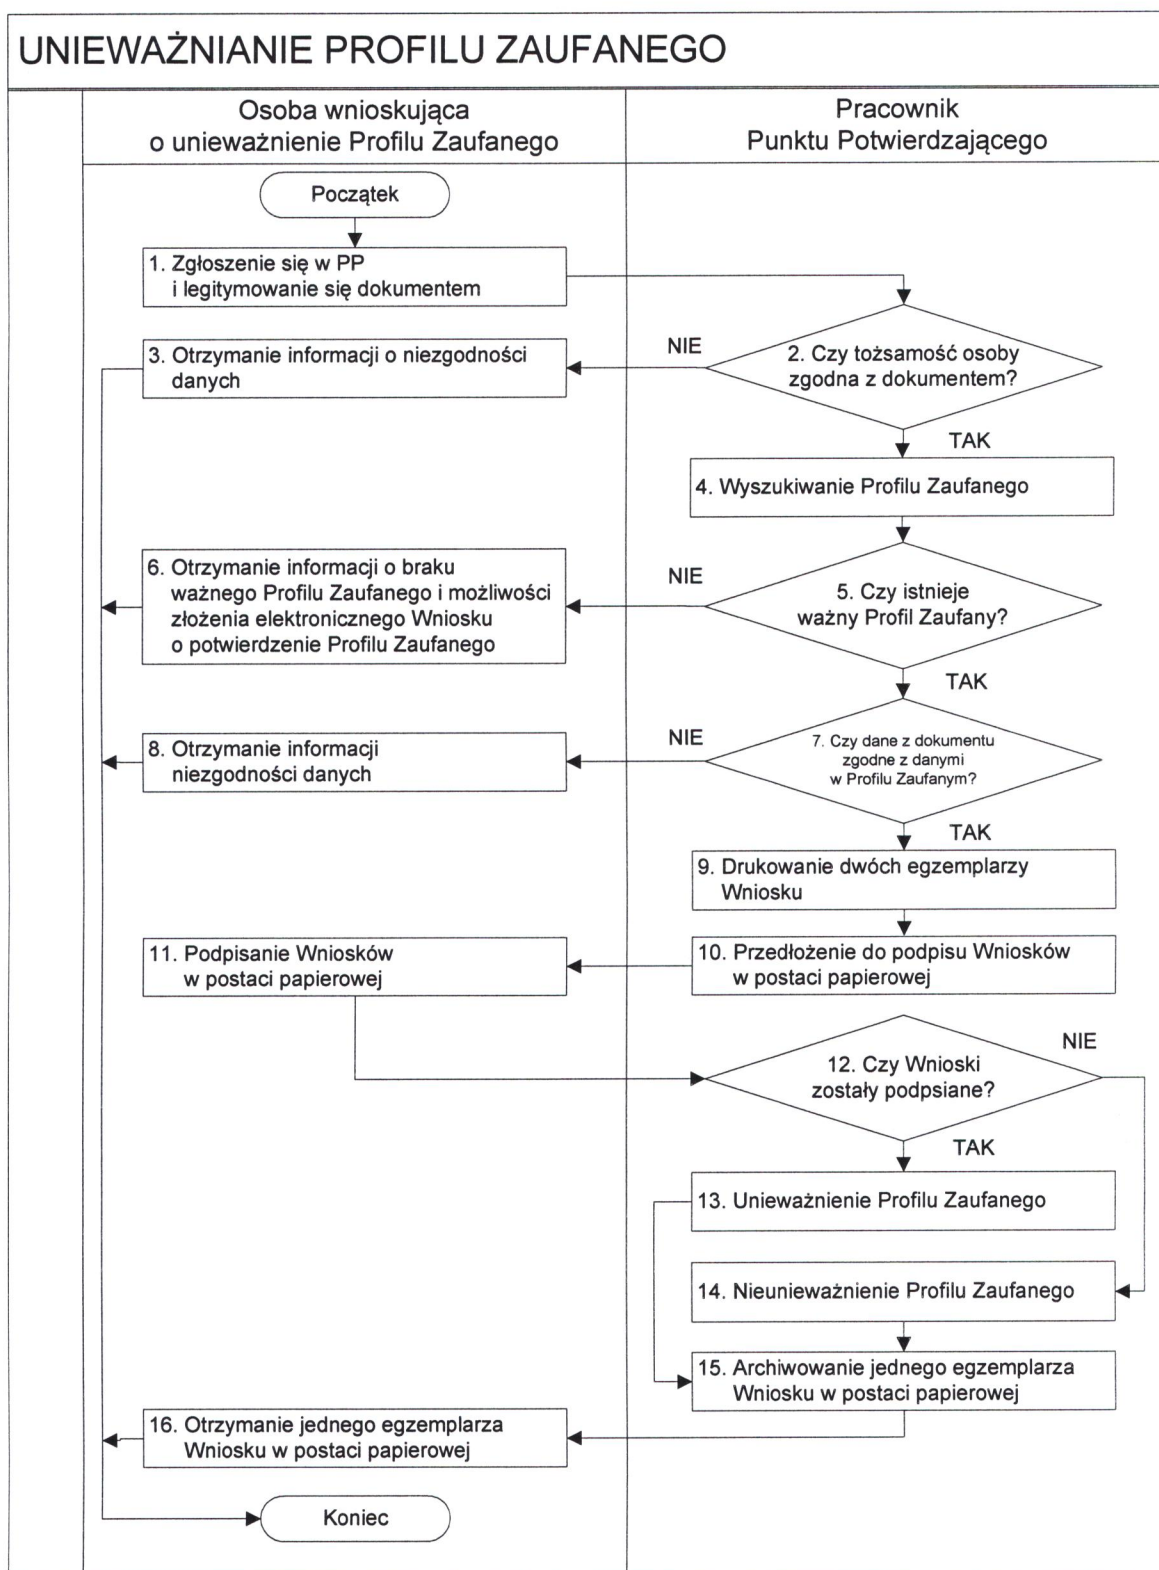 UNIEWAŻNIANIE PROFILU ZAUFANEGO
Osoba wnioskująca
o unieważnienie Profilu Zaufanego
Pracownik
Punktu Potwierdzającego
Początek
1. Zgłoszenie się w PP
i legitymowanie się dokumentem
2. Czy tożsamość osoby
zgodna z dokumentem?
NIE
3. Otrzymanie informacji o niezgodności
danych
TAK
4. Wyszukiwanie Profilu Zaufanego
5. Czy istnieje
ważny Profil Zaufany?
NIE
6. Otrzymanie informacji o braku
ważnego Profilu Zaufanego i możliwości
złożenia elektronicznego Wniosku
o potwierdzenie Profilu Zaufanego
TAK
7. Czy dane z dokumentu
zgodne z danymi
w Profilu Zaufanym?
NIE
8. Otrzymanie informacji
niezgodności danych
TAK
9. Drukowanie dwóch egzemplarzy
Wniosku
10. Przedłożenie do podpisu Wniosków
w postaci papierowej
11. Podpisanie Wniosków
w postaci papierowej
12. Czy Wnioski
zostały podpsiane?
NIE
TAK
13. Unieważnienie Profilu Zaufanego
14. Nieunieważnienie Profilu Zaufanego
15. Archiwowanie jednego egzemplarza
Wniosku w postaci papierowej
16. Otrzymanie jednego egzemplarza
Wniosku w postaci papierowej
Koniec